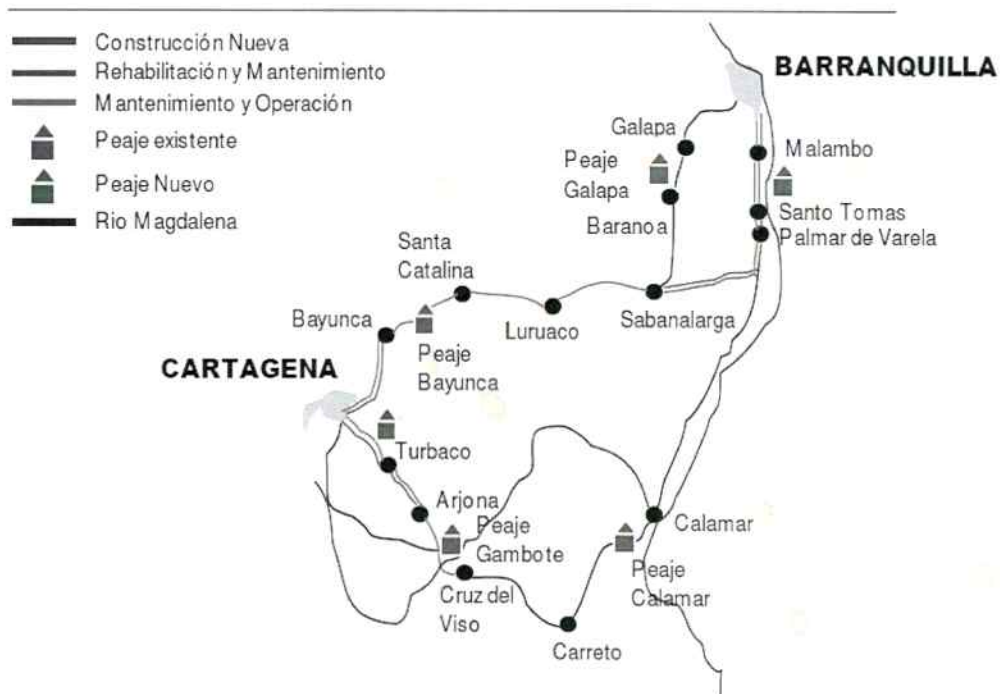 Construcción Nueva
Rehabilitación y Mantenimiento
Mantenimiento y Operación
Peaje existente
Peaje Nuevo
Rio Magdalena
BARRANQUILLA
Galapa
Malambo
Peaje
Galapa
Baranoa
Santo Tomas
Palmar de Varela
Santa
Catalina
Bayunca
Luruaco
Sabanalarga
Peaje
Bayunca
CARTAGENA
Turbaco
Arjona
Peaje
Gambote
Calamar
Cruz del
Viso
Peaje
Calamar
Carreto